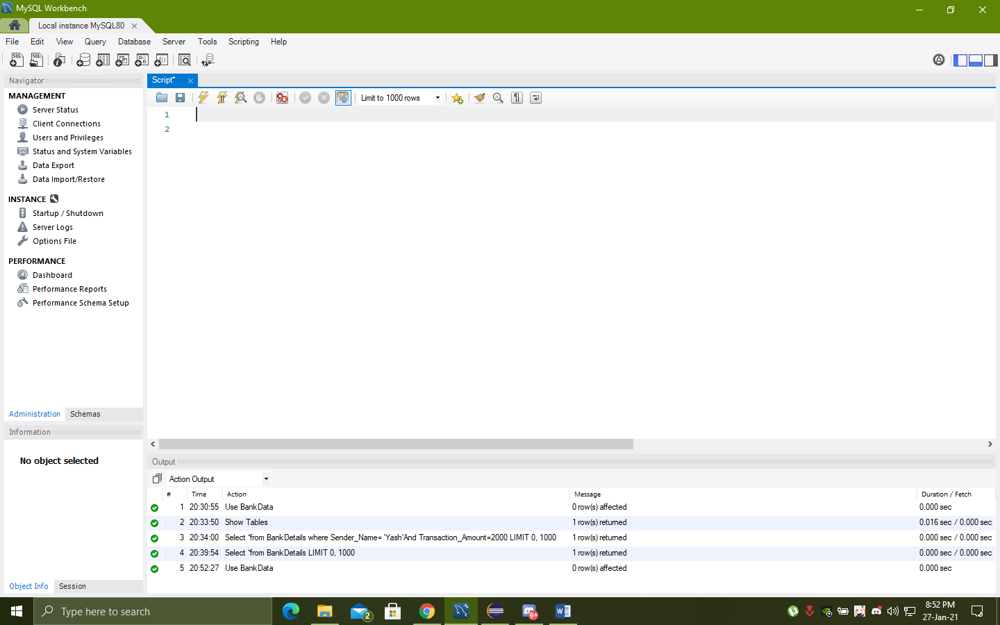 MySQL Workbench
Local instance MySQL80
File Edit View Query Database Server Tools Scripting Help
Navigator
MANAGEMENT
Server Status
Client Connections
Users and Privileges
Status and System Variables
Data Export
Data Import/Restore
INSTANCE
Startup / Shutdown
Server Logs
Options File
PERFORMANCE
Dashboard
Performance Reports
Performance Schema Setup
Administration Schemas
Information
No object selected
Object Info Session
Script*
Limit to 1000 rows
1
2
Output
Action Output
# Time Action Message Duration / Fetch
1 20:30:55 Use BankData 0 row(s) affected 0.000 sec
2 20:33:50 Show Tables 1 row(s) returned 0.016 sec / 0.000 sec
3 20:34:00 Select *from BankDetails where Sender_Name= 'Yash'And Transaction_Amount=2000 LIMIT 0, 1000 1 row(s) returned 0.000 sec / 0.000 sec
4 20:39:54 Select *from BankDetails LIMIT 0, 1000 1 row(s) returned 0.000 sec / 0.000 sec
5 20:52:27 Use BankData 0 row(s) affected 0.000 sec
Type here to search
2
9+
8:52 PM
27-Jan-21